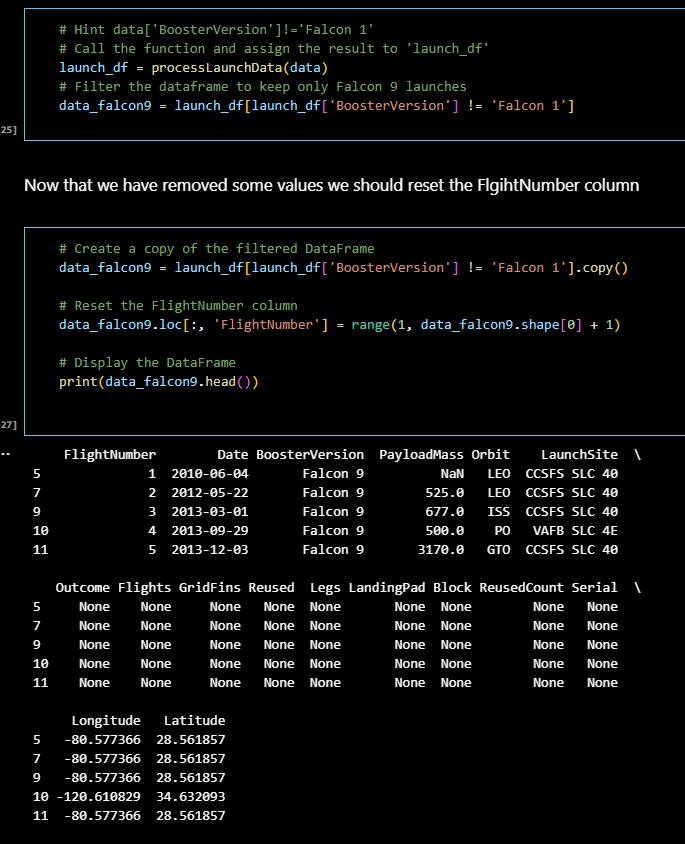 # Hint data['BoosterVersion']!='Falcon 1'
# Call the function and assign the result to 'launch_df'
launch_df = processLaunchData(data)
# Filter the dataframe to keep only Falcon 9 launches
data_falcon9 = launch_df[launch_df['BoosterVersion'] != 'Falcon 1']
25]
Now that we have removed some values we should reset the FlgihtNumber column
# Create a copy of the filtered DataFrame
data_falcon9 = launch_df[launch_df['BoosterVersion'] != 'Falcon 1'].copy()
# Reset the FlightNumber column
data_falcon9.loc[:, 'FlightNumber'] = range(1, data_falcon9.shape[0] + 1)
# Display the DataFrame
print(data_falcon9.head())
27]
FlightNumber Date BoosterVersion PayloadMass Orbit LaunchSite \
5 1 2010-06-04 Falcon 9 NaN LEO CCSFS SLC 40
7 2 2012-05-22 Falcon 9 525.0 LEO CCSFS SLC 40
9 3 2013-03-01 Falcon 9 677.0 ISS CCSFS SLC 40
10 4 2013-09-29 Falcon 9 500.0 PO VAFB SLC 4E
11 5 2013-12-03 Falcon 9 3170.0 GTO CCSFS SLC 40
Outcome Flights GridFins Reused Legs LandingPad Block ReusedCount Serial \
5 None None None None None None None None None
7 None None None None None None None None None
9 None None None None None None None None None
10 None None None None None None None None None
11 None None None None None None None None None
Longitude Latitude
5 -80.577366 28.561857
7 -80.577366 28.561857
9 -80.577366 28.561857
10 -120.610829 34.632093
11 -80.577366 28.561857